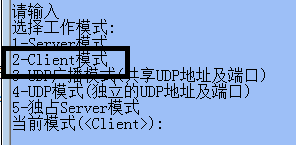 请输入
选择工作模式:
1-Server模式
2-Client模式
3-UDP广播模式(共享UDP地址及端口)
4-UDP模式(独立的UDP地址及端口)
5-独占Server模式
当前模式(<Client>):